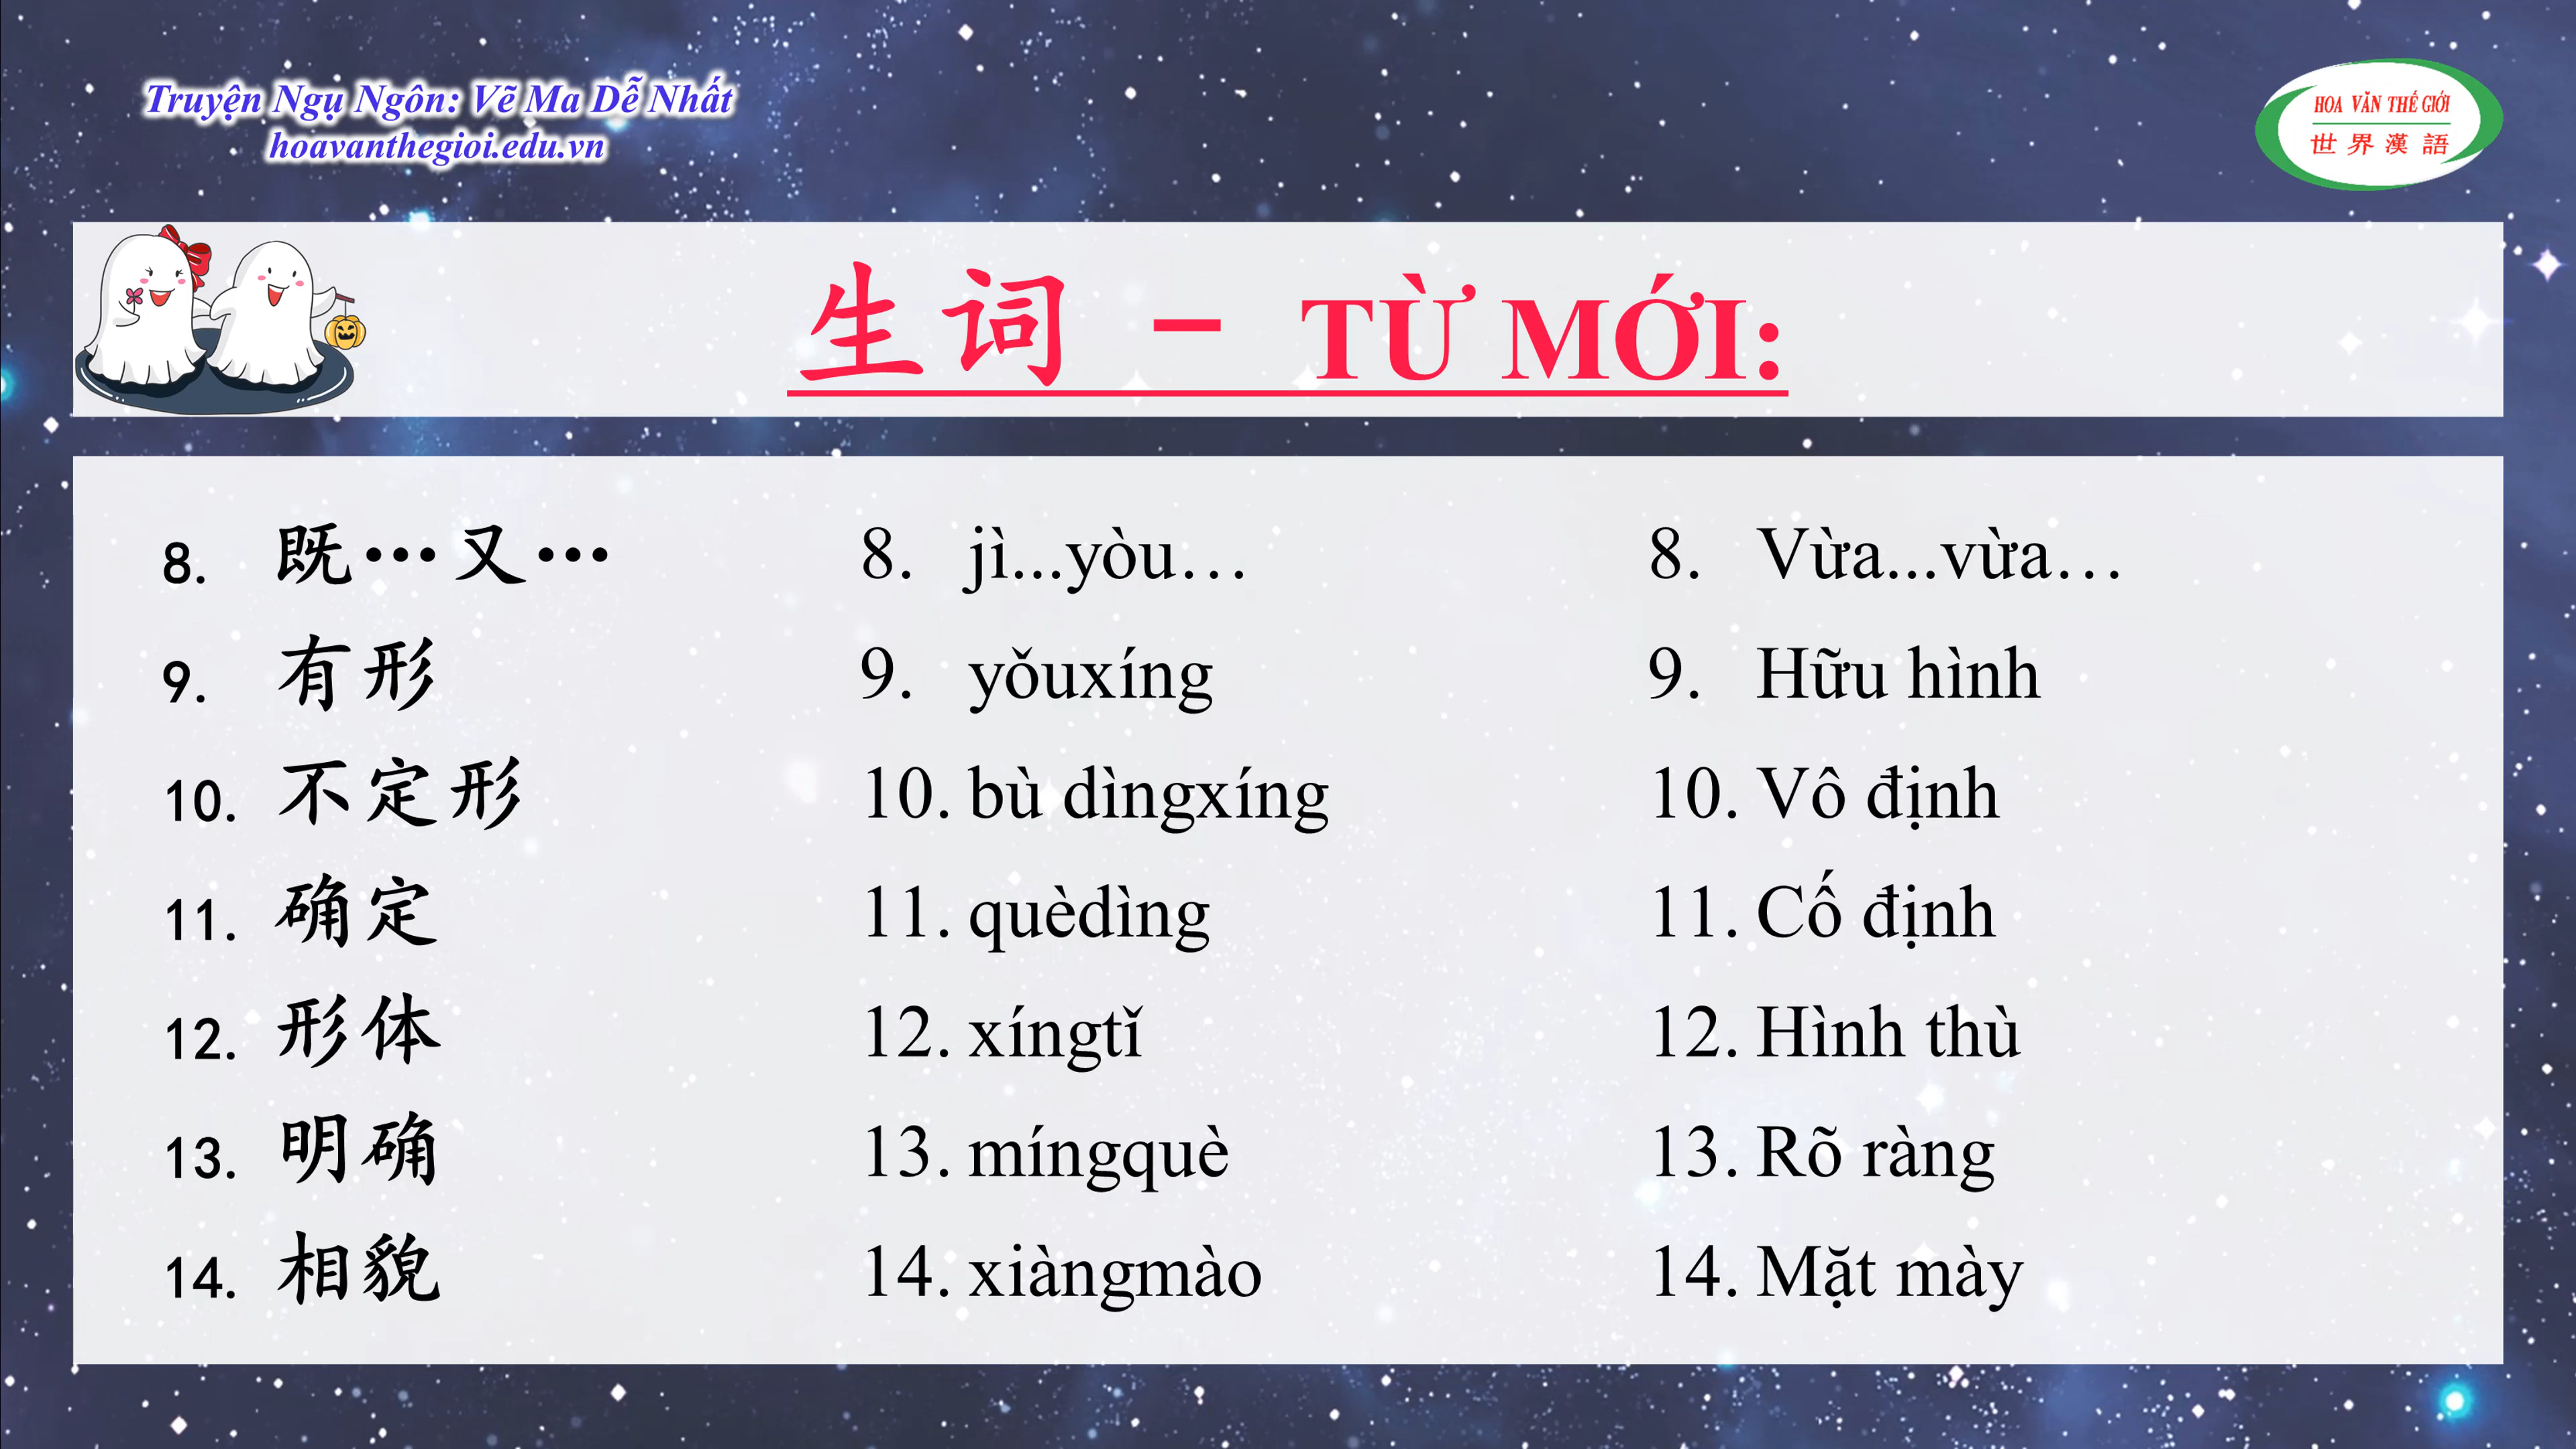 Truyện Ngụ Ngôn: Vẽ Ma Dễ Nhất
hoavanthegioi.edu.vn
HOA VĂN THẾ GIỚI
世界漢語
生词 - TỪ MỚI:
8. 既…又… 8. jì...yòu… 8. Vừa...vừa…
9. 有形 9. yǒuxíng 9. Hữu hình
10. 不定形 10. bù dìngxíng 10. Vô định
11. 确定 11. quèdìng 11. Cố định
12. 形体 12. xíngtǐ 12. Hình thù
13. 明确 13. míngquè 13. Rõ ràng
14. 相貌 14. xiàngmào 14. Mặt mày